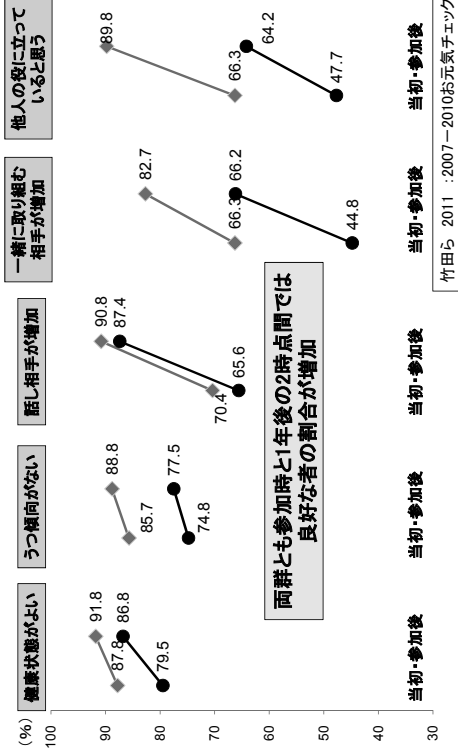 (%)
健康状態がよい
うつ傾向がない
話し相手が増加
一緒に取り組む
相手が増加
他人の役に立って
いると思う
100
90
80
70
60
50
40
30
91.8
87.8
86.8
79.5
88.8
85.7
77.5
74.8
90.8
87.4
70.4
65.6
82.7
66.3
66.2
44.8
89.8
66.3
64.2
47.7
両群とも参加時と1年後の2時点間では
良好な者の割合が増加
当初・参加後
当初・参加後
当初・参加後
当初・参加後
当初・参加後
竹田ら 2011 :2007－2010お元気チェック